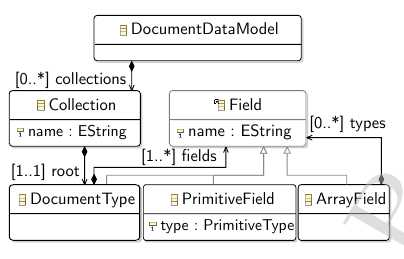 DocumentDataModel
[0..*] collections
Collection
Field
name : EString
name : EString
[0..*] types
[1..*] fields
[1..1] root
DocumentType
PrimitiveField
ArrayField
type : PrimitiveType
P